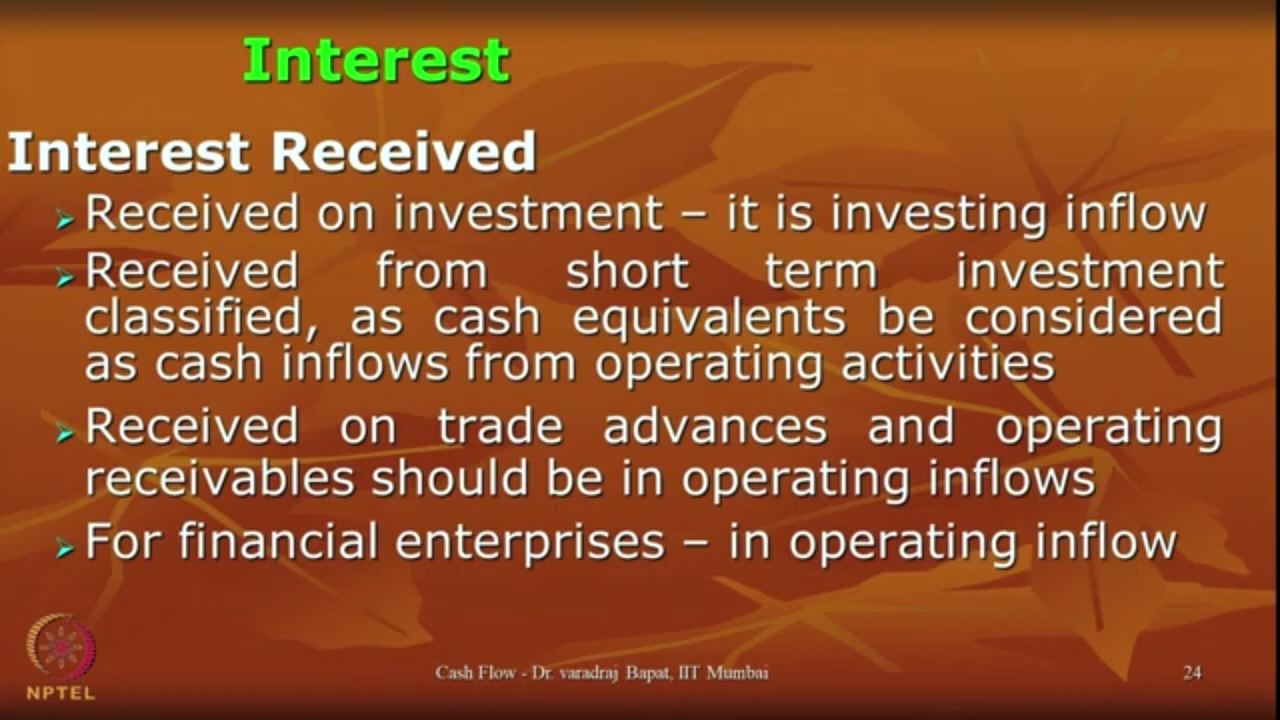 Interest
Interest Received
Received on investment – it is investing inflow
Received from short term investment
classified, as cash equivalents be considered
as cash inflows from operating activities
Received on trade advances and operating
receivables should be in operating inflows
For financial enterprises – in operating inflow
NPTEL
Cash Flow - Dr. varadraj Bapat, IIT Mumbai
24